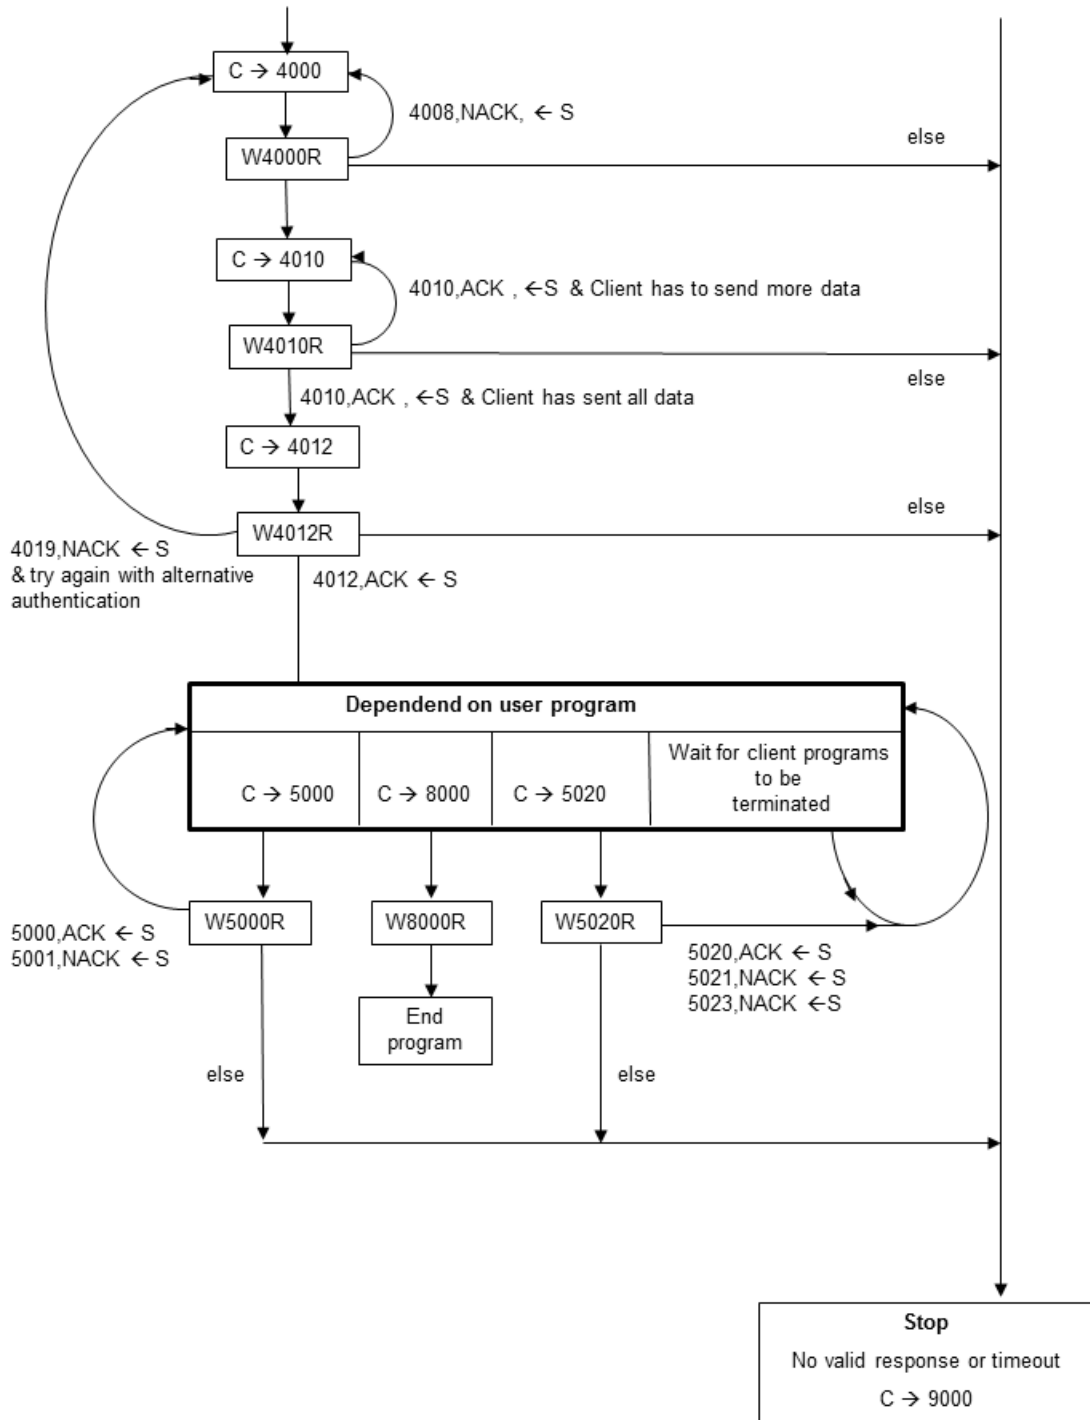 C → 4000
4008,NACK, ← S
else
W4000R
C → 4010
4010,ACK , ←S & Client has to send more data
W4010R
else
4010,ACK , ←S & Client has sent all data
C → 4012
else
W4012R
4019,NACK ← S
& try again with alternative
authentication
4012,ACK ← S
Dependend on user program
Wait for client programs
to be
terminated
C → 5000
C → 8000
C → 5020
W5000R
W8000R
W5020R
5000,ACK ← S
5001,NACK ← S
5020,ACK ← S
5021,NACK ← S
5023,NACK ←S
End
program
else
else
Stop
No valid response or timeout
C → 9000